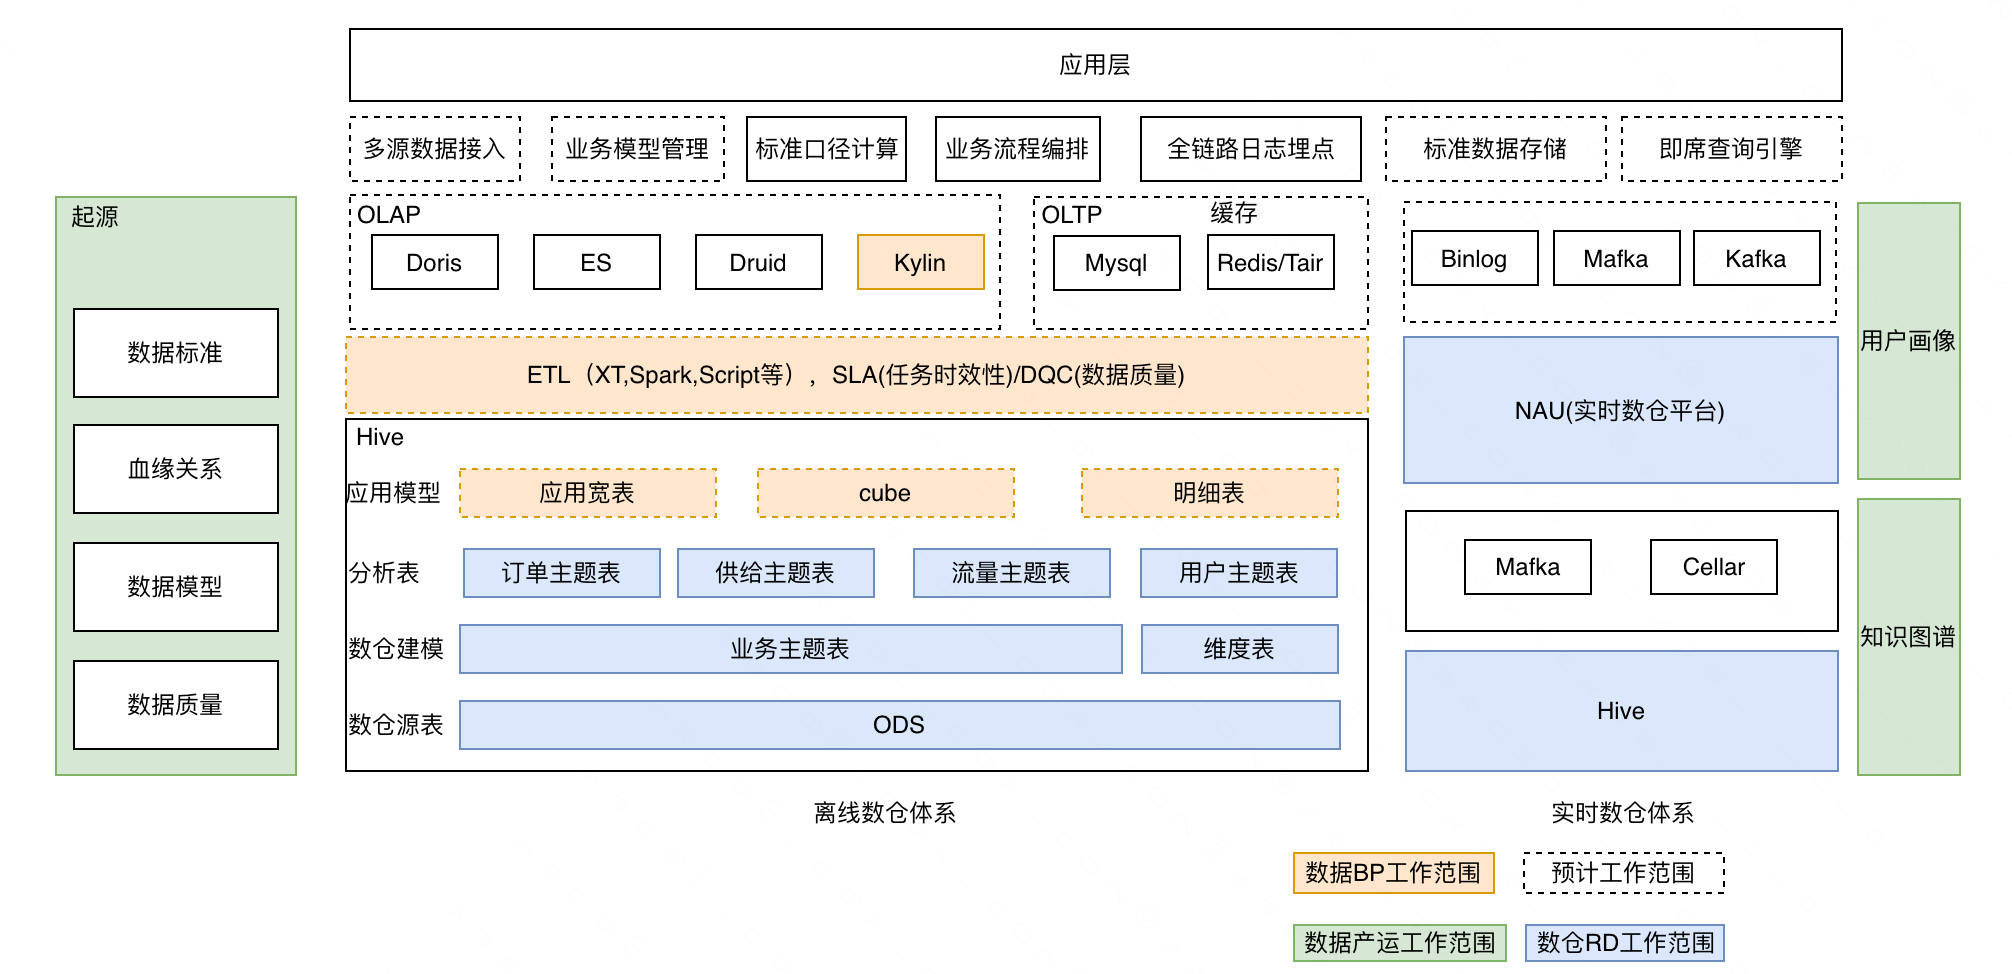 应用层
多源数据接入
业务模型管理
标准口径计算
业务流程编排
全链路日志埋点
标准数据存储
即席查询引擎
起源
数据标准
血缘关系
数据模型
数据质量
OLAP
Doris
ES
Druid
Kylin
OLTP
缓存
Mysql
Redis/Tair
Binlog
Mafka
Kafka
ETL（XT,Spark,Script等），SLA(任务时效性)/DQC(数据质量)
NAU(实时数仓平台)
Hive
应用模型
应用宽表
cube
明细表
分析表
订单主题表
供给主题表
流量主题表
用户主题表
数仓建模
业务主题表
维度表
数仓源表
ODS
Mafka
Cellar
Hive
用户画像
知识图谱
离线数仓体系
实时数仓体系
数据BP工作范围
预计工作范围
数据产运工作范围
数仓RD工作范围